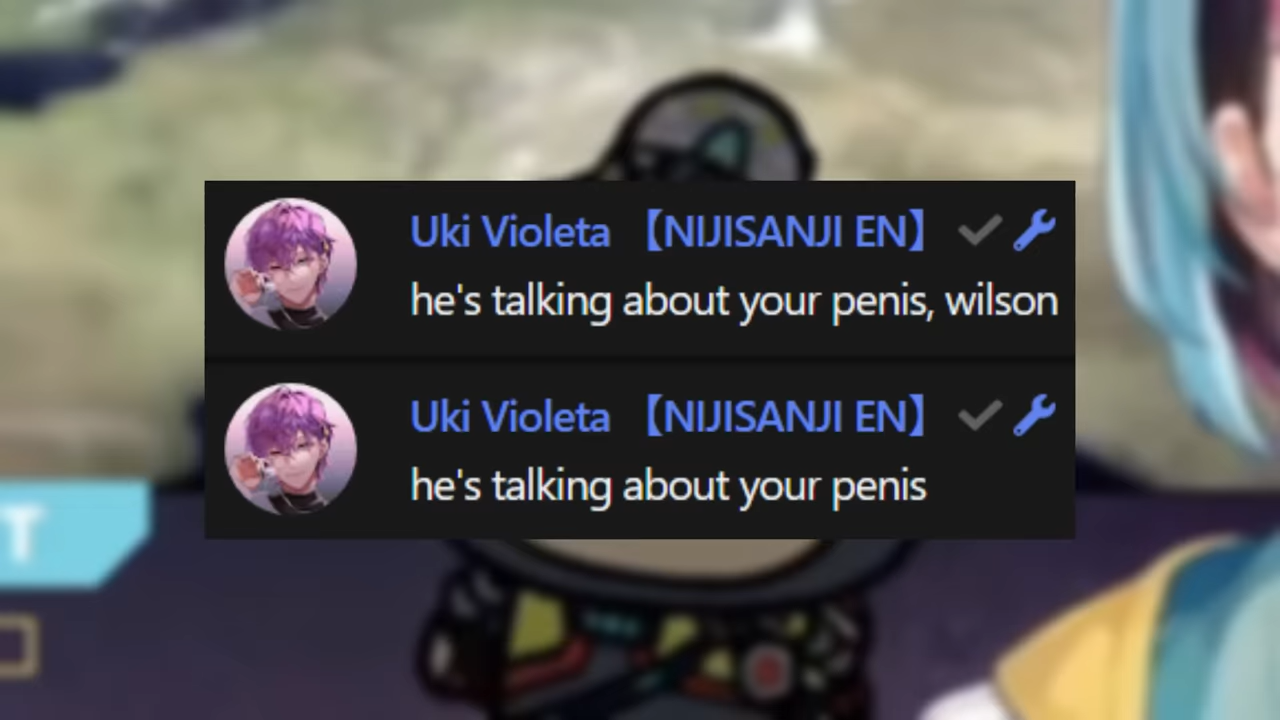 Uki Violeta 【NIJISANJI EN】
he's talking about your penis, wilson
Uki Violeta 【NIJISANJI EN】
he's talking about your penis
T